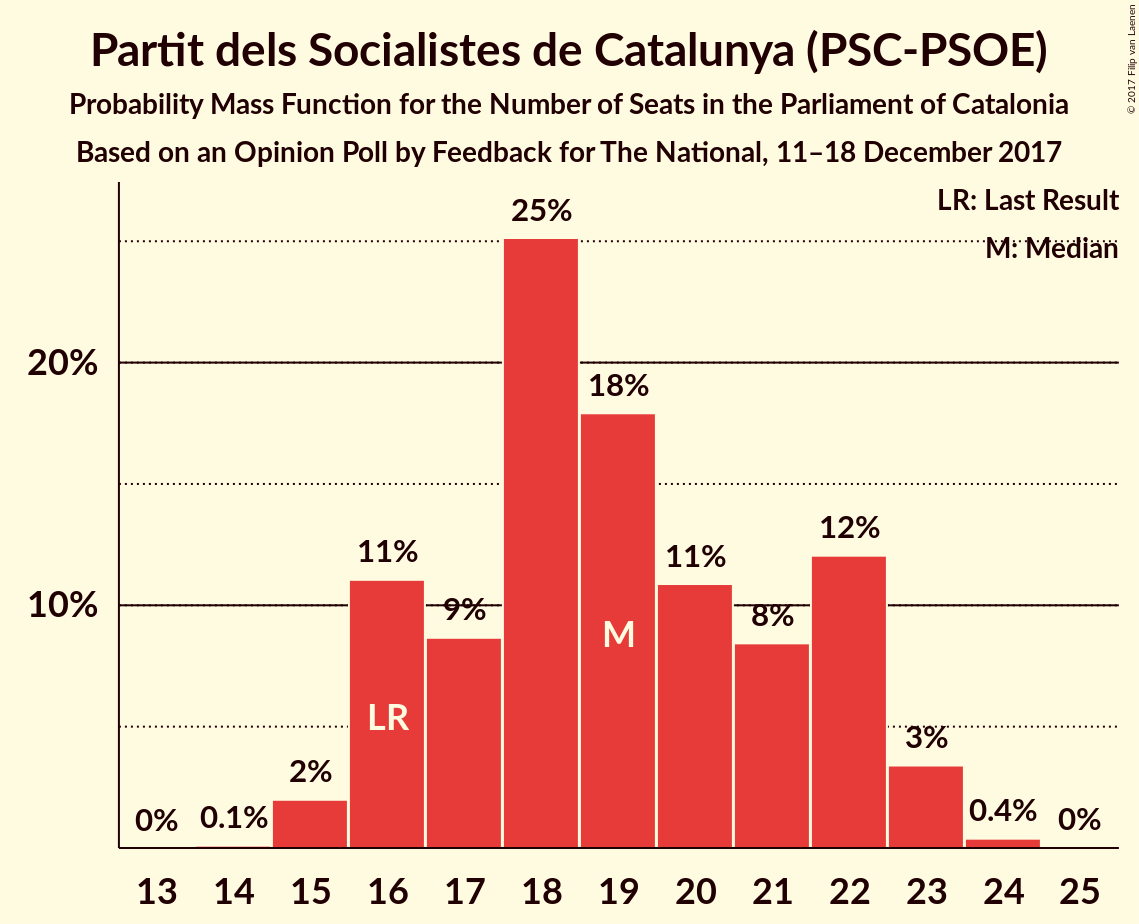 Partit dels Socialistes de Catalunya (PSC-PSOE)
Probability Mass Function for the Number of Seats in the Parliament of Catalonia
Based on an Opinion Poll by Feedback for The National, 11–18 December 2017
© 2017 Filip van Laenen
LR: Last Result
M: Median
20%
10%
0%
0.1%
2%
11%
9%
25%
18%
11%
8%
12%
3%
0.4%
0%
LR
M
13 14 15 16 17 18 19 20 21 22 23 24 25